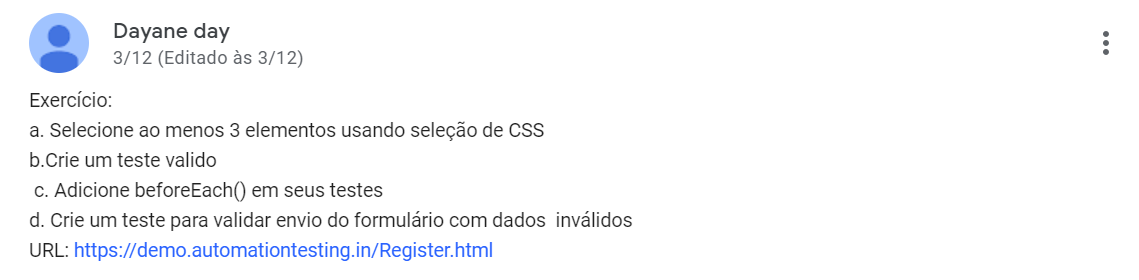 Dayane day
3/12 (Editado às 3/12)
Exercício:
a. Selecione ao menos 3 elementos usando seleção de CSS
b.Crie um teste valido
c. Adicione beforeEach() em seus testes
d. Crie um teste para validar envio do formulário com dados  inválidos
URL: https://demo.automationtesting.in/Register.html